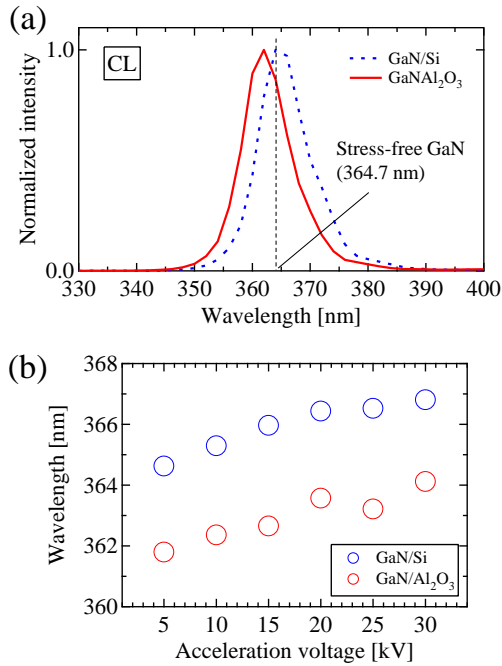 (a)
CL
GaN/Si
GaNAl₂O₃
Stress-free GaN
(364.7 nm)
Normalized intensity
1.0
0.0
330 340 350 360 370 380 390 400
Wavelength [nm]
(b)
Wavelength [nm]
368
366
364
362
360
GaN/Si
GaN/Al₂O₃
5 10 15 20 25 30
Acceleration voltage [kV]